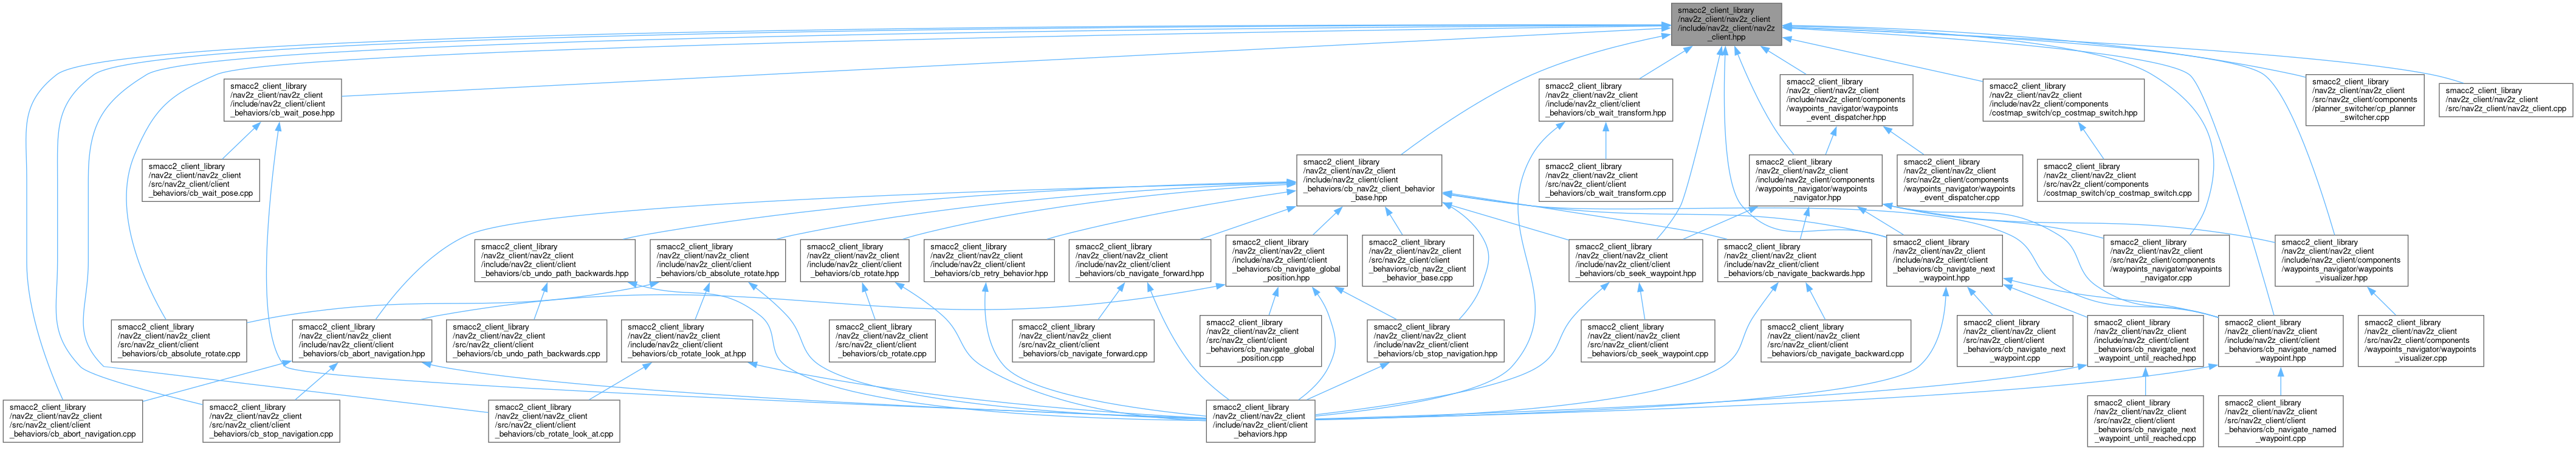 smacc2_client_library
/nav2z_client/nav2z_client
/include/nav2z_client/nav2z
_client.hpp
smacc2_client_library
/nav2z_client/nav2z_client
/include/nav2z_client/client
_behaviors/cb_wait_pose.hpp
smacc2_client_library
/nav2z_client/nav2z_client
/include/nav2z_client/client
_behaviors/cb_wait_transform.hpp
smacc2_client_library
/nav2z_client/nav2z_client
/include/nav2z_client/components
/waypoints_navigator/waypoints
_event_dispatcher.hpp
smacc2_client_library
/nav2z_client/nav2z_client
/include/nav2z_client/components
/costmap_switch/cp_costmap_switch.hpp
smacc2_client_library
/nav2z_client/nav2z_client
/src/nav2z_client/components
/planner_switcher/cp_planner
_switcher.cpp
smacc2_client_library
/nav2z_client/nav2z_client
/src/nav2z_client/nav2z_client.cpp
smacc2_client_library
/nav2z_client/nav2z_client
/src/nav2z_client/client
_behaviors/cb_wait_pose.cpp
smacc2_client_library
/nav2z_client/nav2z_client
/include/nav2z_client/client
_behaviors/cb_nav2z_client_behavior
_base.hpp
smacc2_client_library
/nav2z_client/nav2z_client
/src/nav2z_client/client
_behaviors/cb_wait_transform.cpp
smacc2_client_library
/nav2z_client/nav2z_client
/include/nav2z_client/components
/waypoints_navigator/waypoints
_navigator.hpp
smacc2_client_library
/nav2z_client/nav2z_client
/src/nav2z_client/components
/waypoints_navigator/waypoints
_event_dispatcher.cpp
smacc2_client_library
/nav2z_client/nav2z_client
/src/nav2z_client/components
/costmap_switch/cp_costmap_switch.cpp
smacc2_client_library
/nav2z_client/nav2z_client
/include/nav2z_client/client
_behaviors/cb_undo_path_backwards.hpp
smacc2_client_library
/nav2z_client/nav2z_client
/include/nav2z_client/client
_behaviors/cb_absolute_rotate.hpp
smacc2_client_library
/nav2z_client/nav2z_client
/include/nav2z_client/client
_behaviors/cb_rotate.hpp
smacc2_client_library
/nav2z_client/nav2z_client
/include/nav2z_client/client
_behaviors/cb_retry_behavior.hpp
smacc2_client_library
/nav2z_client/nav2z_client
/include/nav2z_client/client
_behaviors/cb_navigate_forward.hpp
smacc2_client_library
/nav2z_client/nav2z_client
/include/nav2z_client/client
_behaviors/cb_navigate_global
_position.hpp
smacc2_client_library
/nav2z_client/nav2z_client
/src/nav2z_client/client
_behaviors/cb_nav2z_client
_behavior_base.cpp
smacc2_client_library
/nav2z_client/nav2z_client
/include/nav2z_client/client
_behaviors/cb_seek_waypoint.hpp
smacc2_client_library
/nav2z_client/nav2z_client
/include/nav2z_client/client
_behaviors/cb_navigate_backwards.hpp
smacc2_client_library
/nav2z_client/nav2z_client
/include/nav2z_client/client
_behaviors/cb_navigate_next
_waypoint.hpp
smacc2_client_library
/nav2z_client/nav2z_client
/src/nav2z_client/components
/waypoints_navigator/waypoints
_navigator.cpp
smacc2_client_library
/nav2z_client/nav2z_client
/include/nav2z_client/components
/waypoints_navigator/waypoints
_visualizer.hpp
smacc2_client_library
/nav2z_client/nav2z_client
/src/nav2z_client/client
_behaviors/cb_absolute_rotate.cpp
smacc2_client_library
/nav2z_client/nav2z_client
/include/nav2z_client/client
_behaviors/cb_abort_navigation.hpp
smacc2_client_library
/nav2z_client/nav2z_client
/src/nav2z_client/client
_behaviors/cb_undo_path_backwards.cpp
smacc2_client_library
/nav2z_client/nav2z_client
/include/nav2z_client/client
_behaviors/cb_rotate_look_at.hpp
smacc2_client_library
/nav2z_client/nav2z_client
/src/nav2z_client/client
_behaviors/cb_rotate.cpp
smacc2_client_library
/nav2z_client/nav2z_client
/src/nav2z_client/client
_behaviors/cb_navigate_forward.cpp
smacc2_client_library
/nav2z_client/nav2z_client
/src/nav2z_client/client
_behaviors/cb_navigate_global
_position.cpp
smacc2_client_library
/nav2z_client/nav2z_client
/include/nav2z_client/client
_behaviors/cb_stop_navigation.hpp
smacc2_client_library
/nav2z_client/nav2z_client
/src/nav2z_client/client
_behaviors/cb_seek_waypoint.cpp
smacc2_client_library
/nav2z_client/nav2z_client
/src/nav2z_client/client
_behaviors/cb_navigate_backward.cpp
smacc2_client_library
/nav2z_client/nav2z_client
/src/nav2z_client/client
_behaviors/cb_navigate_next
_waypoint.cpp
smacc2_client_library
/nav2z_client/nav2z_client
/include/nav2z_client/client
_behaviors/cb_navigate_next
_waypoint_until_reached.hpp
smacc2_client_library
/nav2z_client/nav2z_client
/include/nav2z_client/client
_behaviors/cb_navigate_named
_waypoint.hpp
smacc2_client_library
/nav2z_client/nav2z_client
/src/nav2z_client/components
/waypoints_navigator/waypoints
_visualizer.cpp
smacc2_client_library
/nav2z_client/nav2z_client
/src/nav2z_client/client
_behaviors/cb_abort_navigation.cpp
smacc2_client_library
/nav2z_client/nav2z_client
/src/nav2z_client/client
_behaviors/cb_stop_navigation.cpp
smacc2_client_library
/nav2z_client/nav2z_client
/src/nav2z_client/client
_behaviors/cb_rotate_look_at.cpp
smacc2_client_library
/nav2z_client/nav2z_client
/include/nav2z_client/client
_behaviors.hpp
smacc2_client_library
/nav2z_client/nav2z_client
/src/nav2z_client/client
_behaviors/cb_navigate_next
_waypoint_until_reached.cpp
smacc2_client_library
/nav2z_client/nav2z_client
/src/nav2z_client/client
_behaviors/cb_navigate_named
_waypoint.cpp